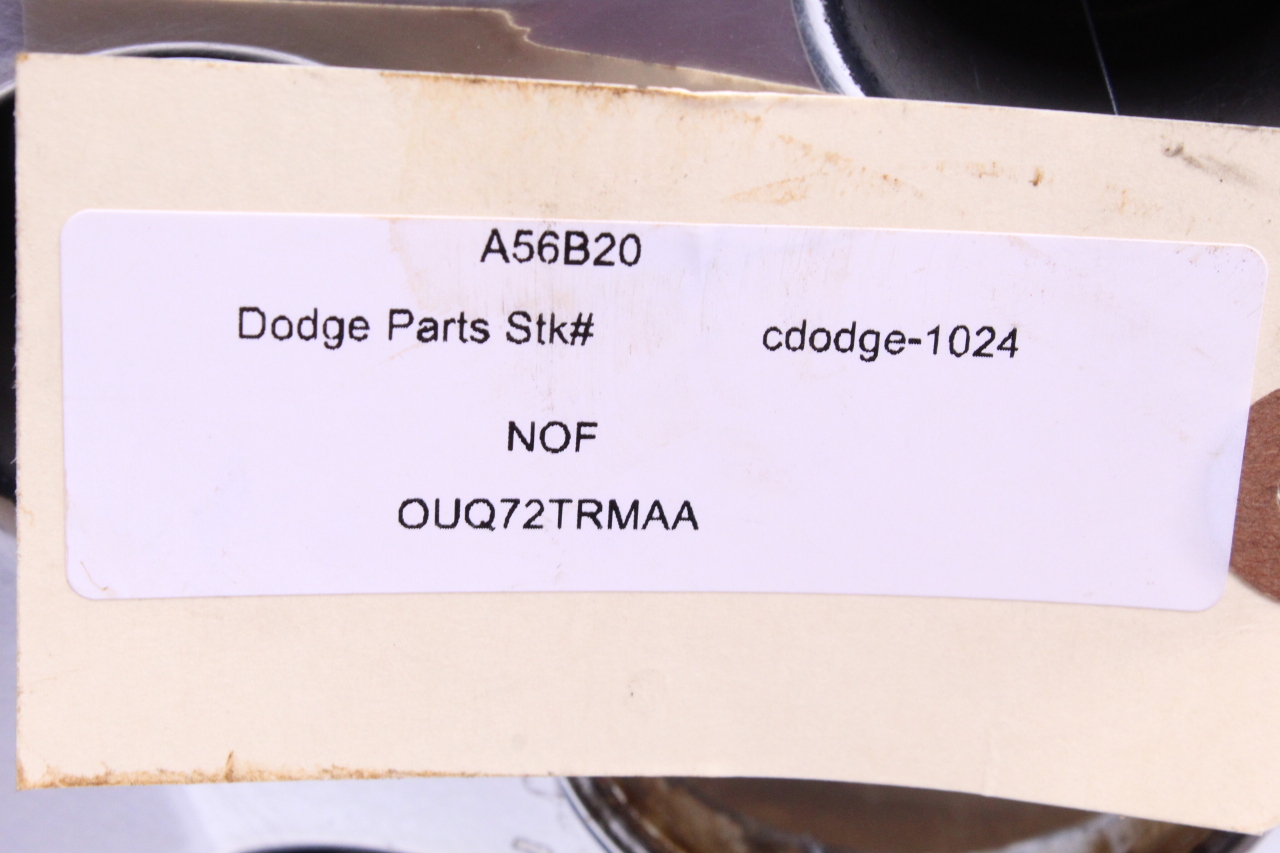 A56B20
Dodge Parts Stk# cdodge-1024
NOF
OUQ72TRMAA